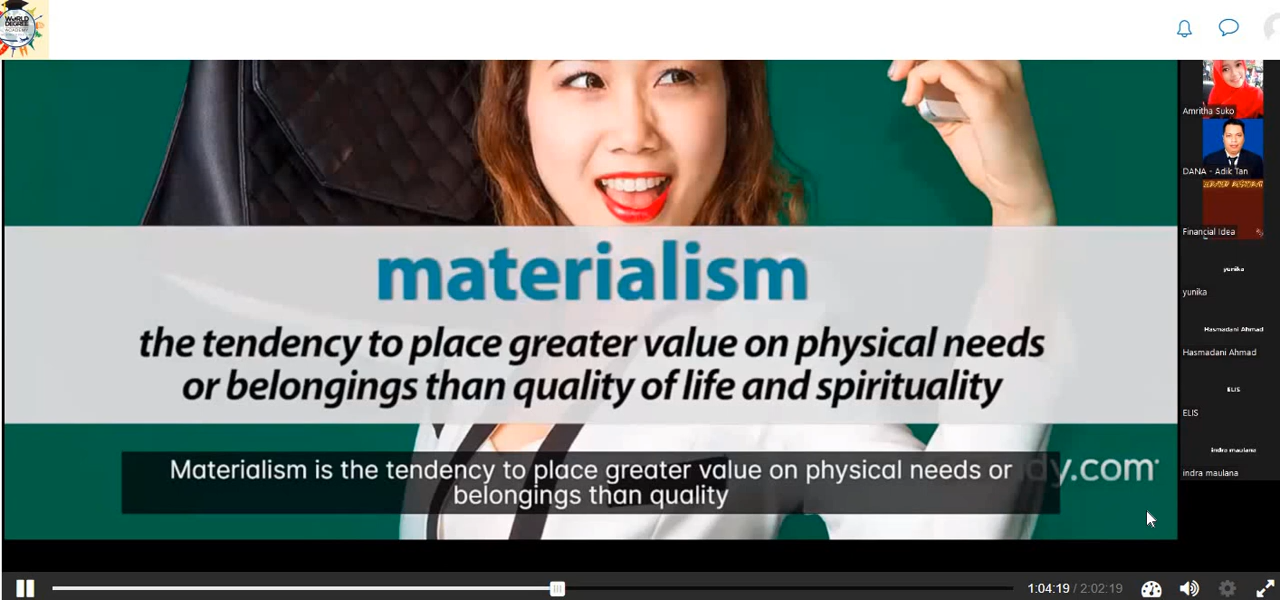 WORLD
DEGREE
ACADEMY
materialism
the tendency to place greater value on physical needs
or belongings than quality of life and spirituality
Materialism is the tendency to place greater value on physical needs or
belongings than quality
dy.com
Amritha Suko
DANA - Adik Tan
Financial Idea
yunika
yunika
Hasmadani Ahmad
Hasmadani Ahmad
ELIS
ELIS
indra maulana
indra maulana
1:04:19 / 2:02:19